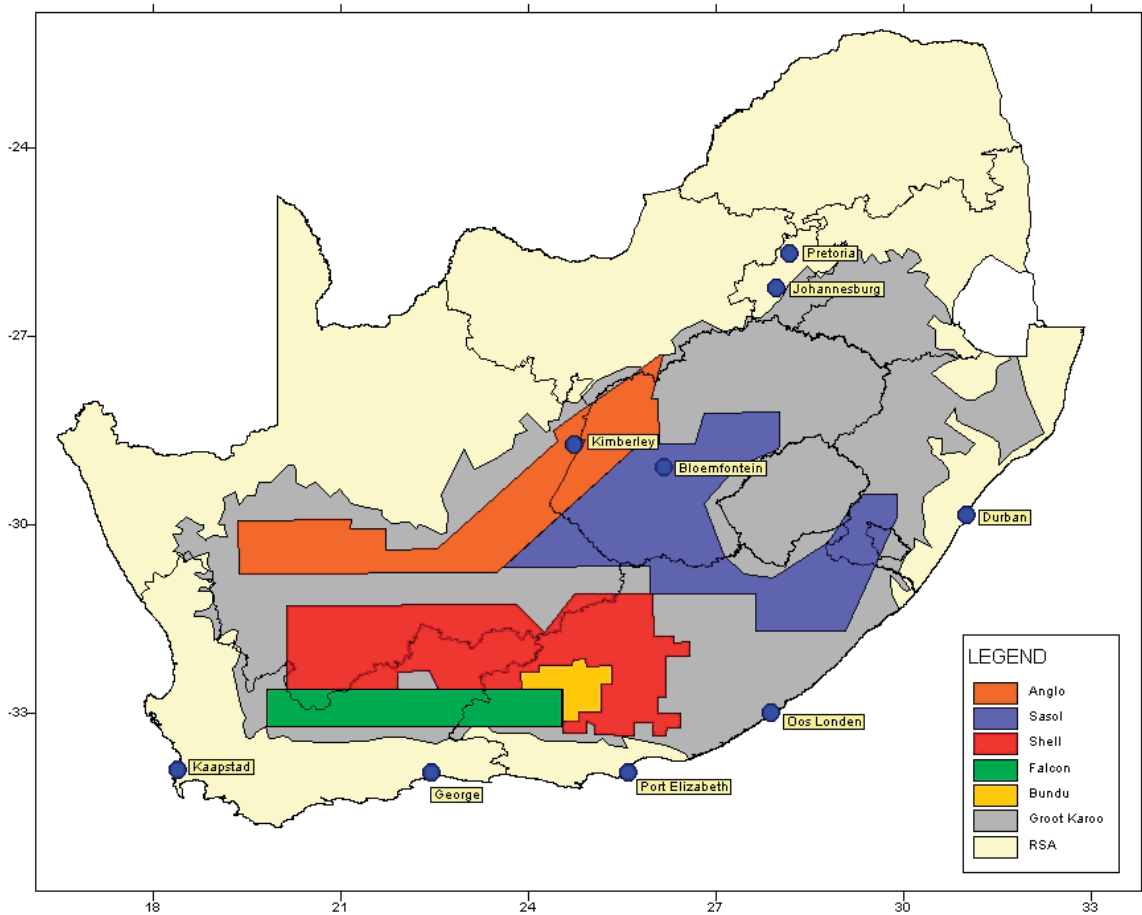 -24
-27
-30
-33
Pretoria
Johannesburg
Kimberley
Bloemfontein
Durban
Oos Londen
Kaapstad
George
Port Elizabeth
LEGEND
Anglo
Sasol
Shell
Falcon
Bundu
Groot Karoo
RSA
18 21 24 27 30 33